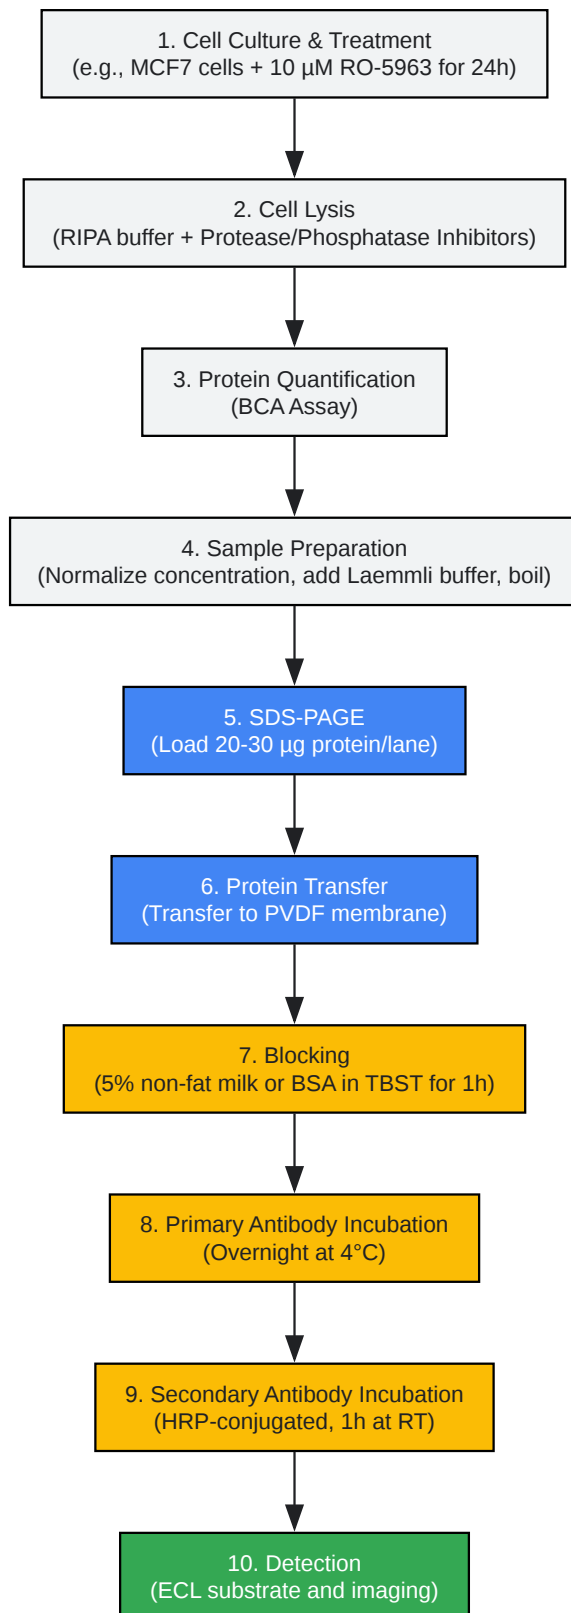 1. Cell Culture & Treatment
(e.g., MCF7 cells + 10 µM RO-5963 for 24h)
2. Cell Lysis
(RIPA buffer + Protease/Phosphatase Inhibitors)
3. Protein Quantification
(BCA Assay)
4. Sample Preparation
(Normalize concentration, add Laemmli buffer, boil)
5. SDS-PAGE
(Load 20-30 µg protein/lane)
6. Protein Transfer
(Transfer to PVDF membrane)
7. Blocking
(5% non-fat milk or BSA in TBST for 1h)
8. Primary Antibody Incubation
(Overnight at 4°C)
9. Secondary Antibody Incubation
(HRP-conjugated, 1h at RT)
10. Detection
(ECL substrate and imaging)